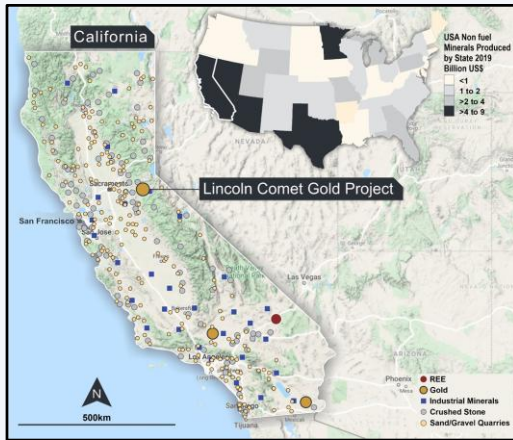 California
USA Non fuel
Minerals Produced
by State 2019
Billion US$
<1
1 to 2
>2 to 4
>4 to 9
NEVADA
Sacramento
Lincoln Comet Gold Project
San Francisco
San Jose
Las Vegas
Los Angeles
ARIZONA
Phoenix
San Diego
Mexicali
Tijuana
N
500km
REE
Gold
Industrial Minerals
Crushed Stone
Sand/Gravel Quarries